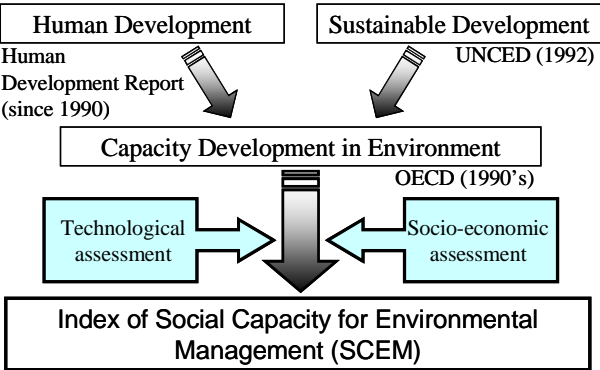 Human Development
Sustainable Development
Human
Development Report
(since 1990)
UNCED (1992)
Capacity Development in Environment
OECD (1990's)
Technological
assessment
Socio-economic
assessment
Index of Social Capacity for Environmental
Management (SCEM)